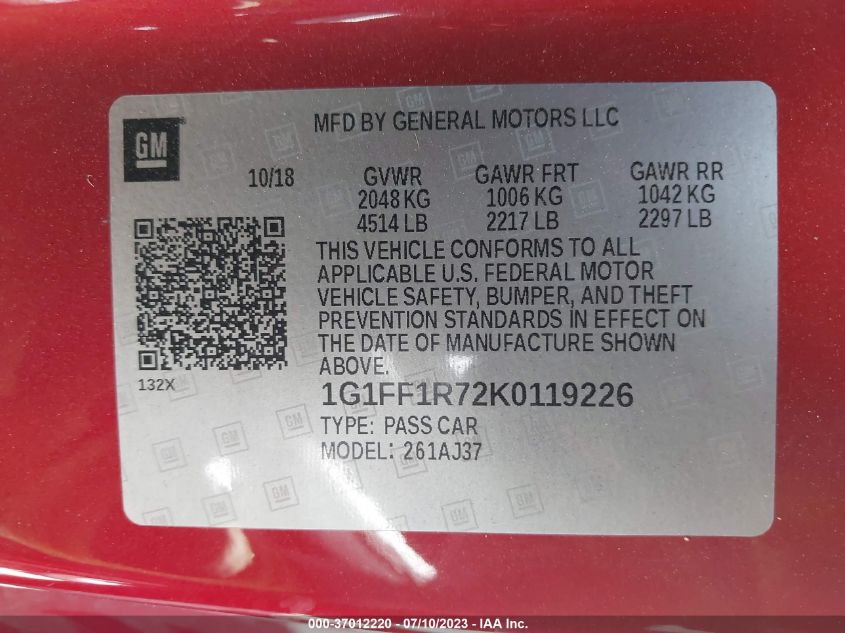 GM
MFD BY GENERAL MOTORS LLC
10/18 GVWR GAWR FRT GAWR RR
2048 KG 1006 KG 1042 KG
4514 LB 2217 LB 2297 LB
THIS VEHICLE CONFORMS TO ALL
APPLICABLE U.S. FEDERAL MOTOR
VEHICLE SAFETY, BUMPER, AND THEFT
PREVENTION STANDARDS IN EFFECT ON
THE DATE OF MANUFACTURE SHOWN
ABOVE.
132X
1G1FF1R72K0119226
TYPE: PASS CAR
MODEL: 261AJ37
000-37012220 - 07/10/2023 - IAA Inc.